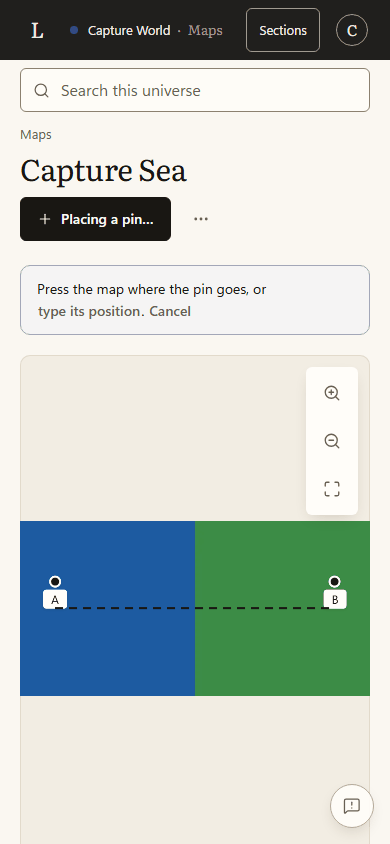 L Capture World · Maps Sections C
Search this universe
Maps
Capture Sea
Placing a pin...
Press the map where the pin goes, or
type its position. Cancel
A B